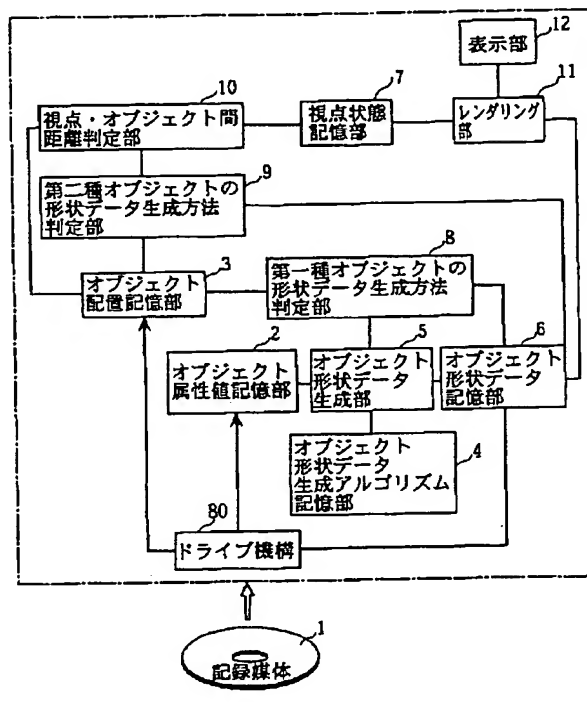 12
表示部
11
10
7
視点・オブジェクト間
距離判定部
視点状態
記憶部
レンダリング
部
9
第二種オブジェクトの
形状データ生成方法
判定部
8
3
第一種オブジェクトの
形状データ生成方法
判定部
オブジェクト
配置記憶部
2
5
6
オブジェクト
属性値記憶部
オブジェクト
形状データ
生成部
オブジェクト
形状データ
記憶部
オブジェクト
形状データ
生成アルゴリズム
記憶部
4
80
ドライブ機構
1
記録媒体